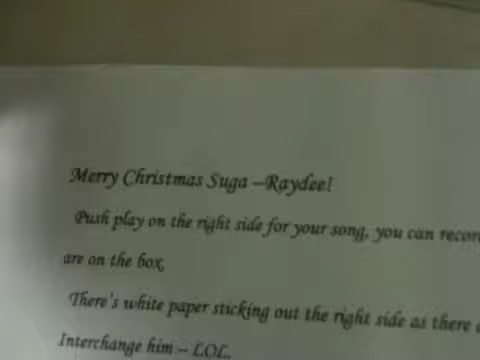 Merry Christmas Suga –Raydee!
Push play on the right side for your song, you can recor
are on the box,
There's white paper sticking out the right side as there
Interchange him – LOL.